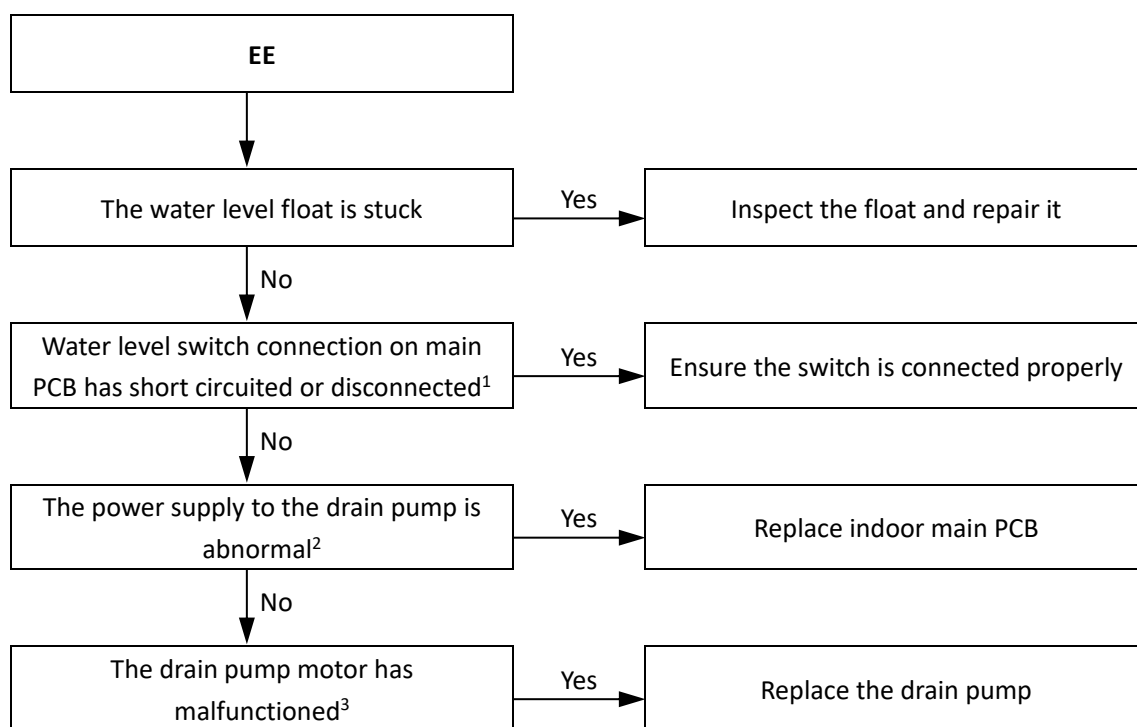 EE
The water level float is stuck
Yes
Inspect the float and repair it
No
Water level switch connection on main
PCB has short circuited or disconnected¹
Yes
Ensure the switch is connected properly
No
The power supply to the drain pump is
abnormal²
Yes
Replace indoor main PCB
No
The drain pump motor has
malfunctioned³
Yes
Replace the drain pump